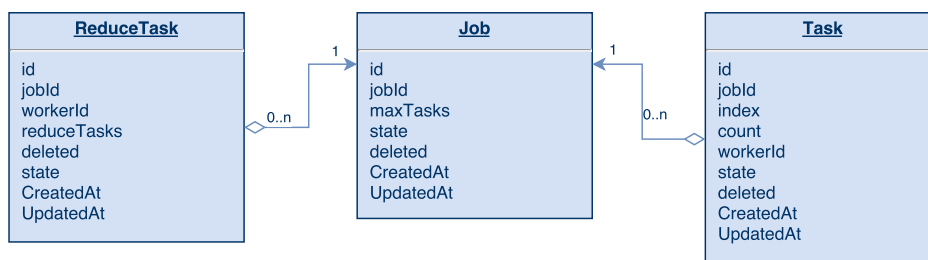 ReduceTask
id
jobId
workerId
reduceTasks
deleted
state
CreatedAt
UpdatedAt
0..n
1
Job
id
jobId
maxTasks
state
deleted
CreatedAt
UpdatedAt
1
0..n
Task
id
jobId
index
count
workerId
state
deleted
CreatedAt
UpdatedAt